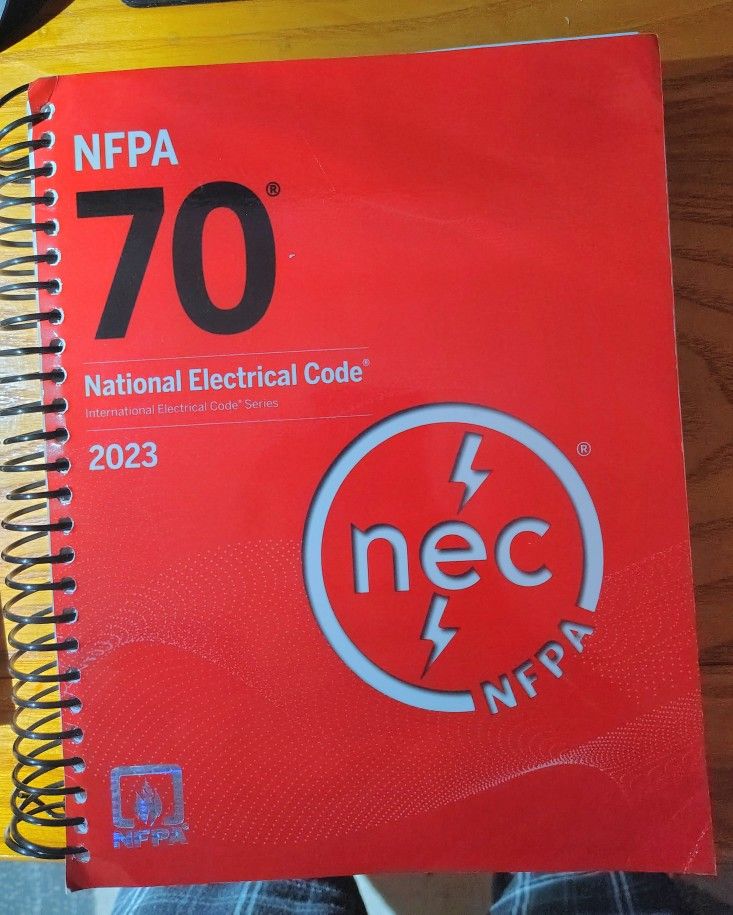 NFPA
70®
National Electrical Code®
International Electrical Code® Series
2023
nec®
NFPA
NFPA